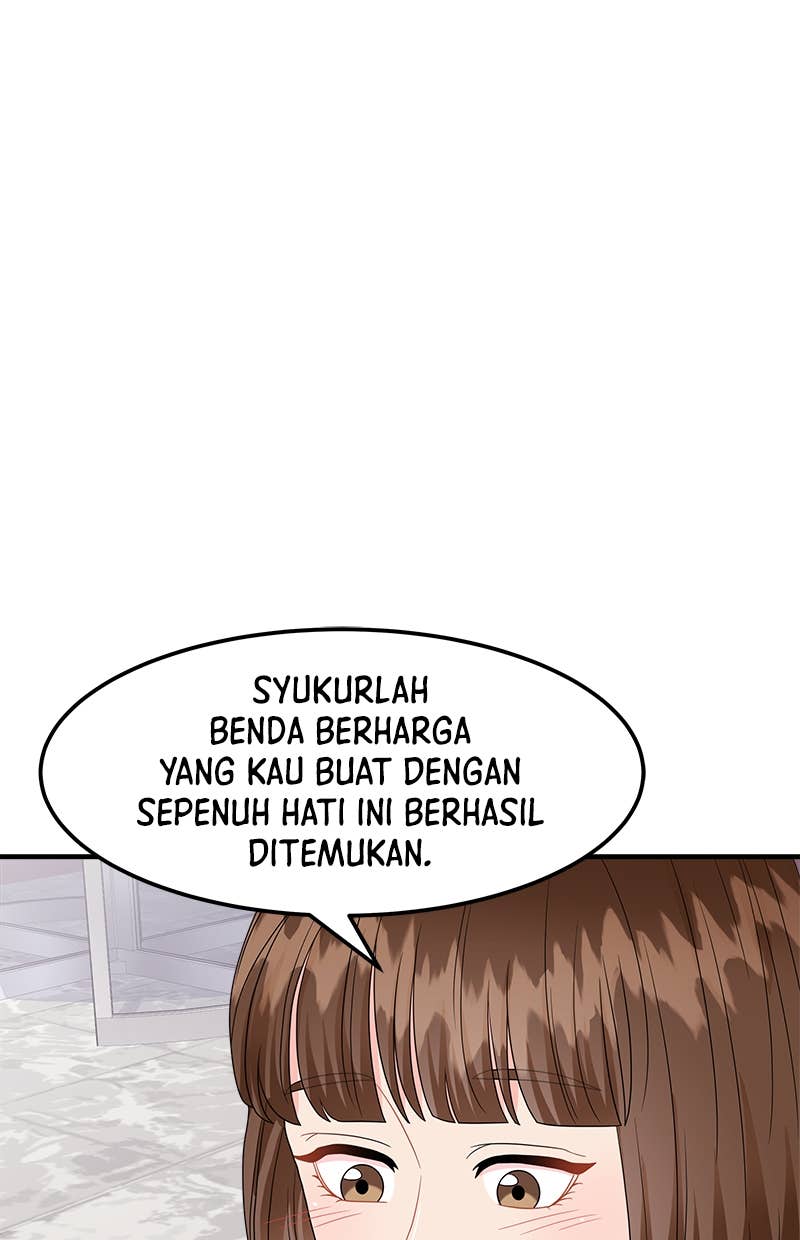 SYUKURLAH
BENDA BERHARGA
YANG KAU BUAT DENGAN
SEPENUH HATI INI BERHASIL
DITEMUKAN.